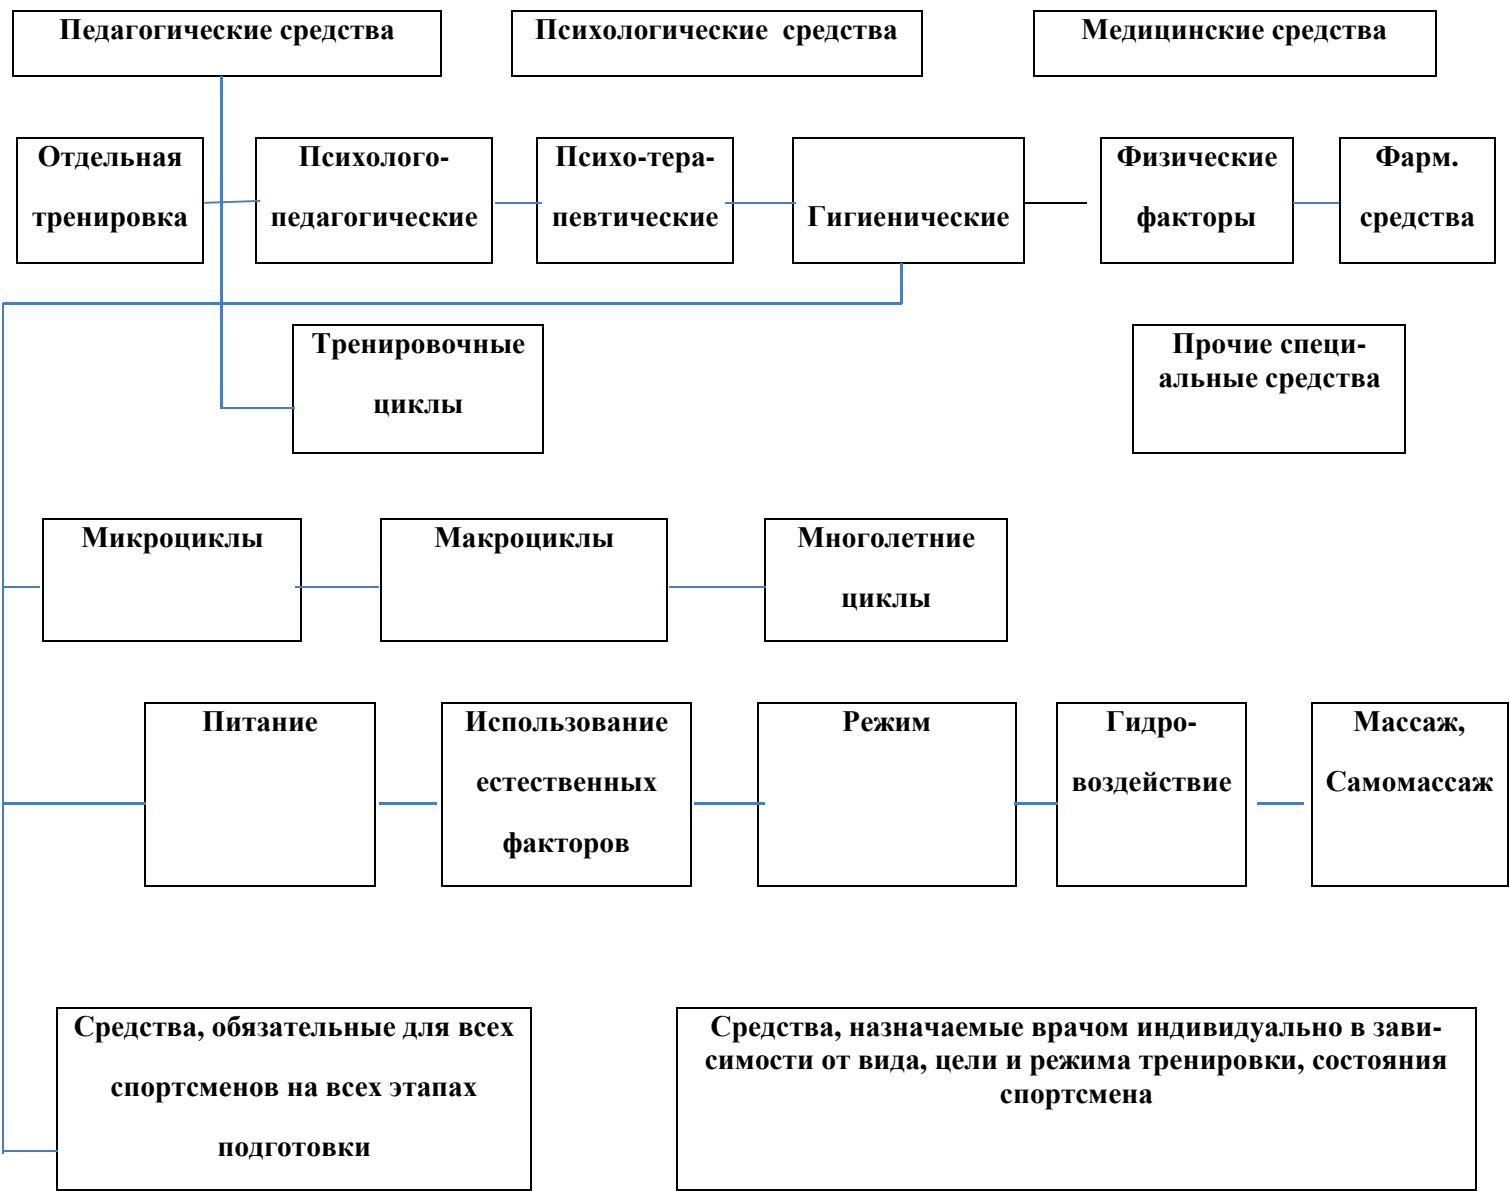 Педагогические средства
Психологические средства
Медицинские средства
Отдельная
тренировка
Психолого-
педагогические
Психо-тера-
певтические
Гигиенические
Физические
факторы
Фарм.
средства
Тренировочные
циклы
Прочие специ-
альные средства
Микроциклы
Макроциклы
Многолетние
циклы
Питание
Использование
естественных
факторов
Режим
Гидро-
воздействие
Массаж,
Самомассаж
Средства, обязательные для всех
спортсменов на всех этапах
подготовки
Средства, назначаемые врачом индивидуально в зави-
симости от вида, цели и режима тренировки, состояния
спортсмена